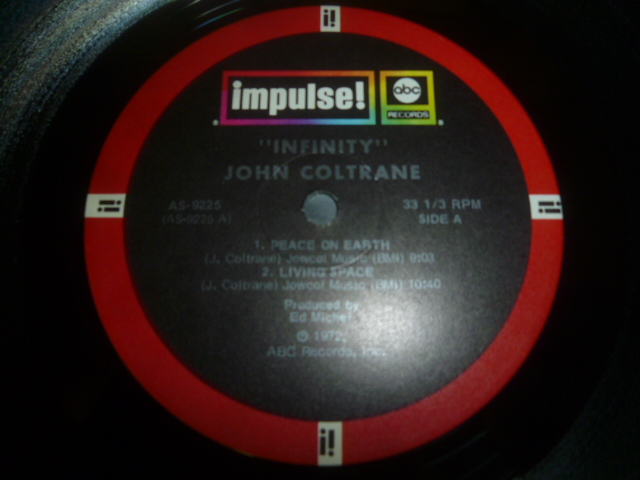 i!
impulse! abc RECORDS
"INFINITY"
JOHN COLTRANE
AS-9225 33 1/3 RPM
(AS-9225 A) SIDE A
1. PEACE ON EARTH
(J. Coltrane) Jowcol Music (BMI) 9:03
2. LIVING SPACE
(J. Coltrane) Jowcol Music (BMI) 10:40
Produced by
Ed Michel
℗ 1972,
ABC Records, Inc.
i!
i!
i!